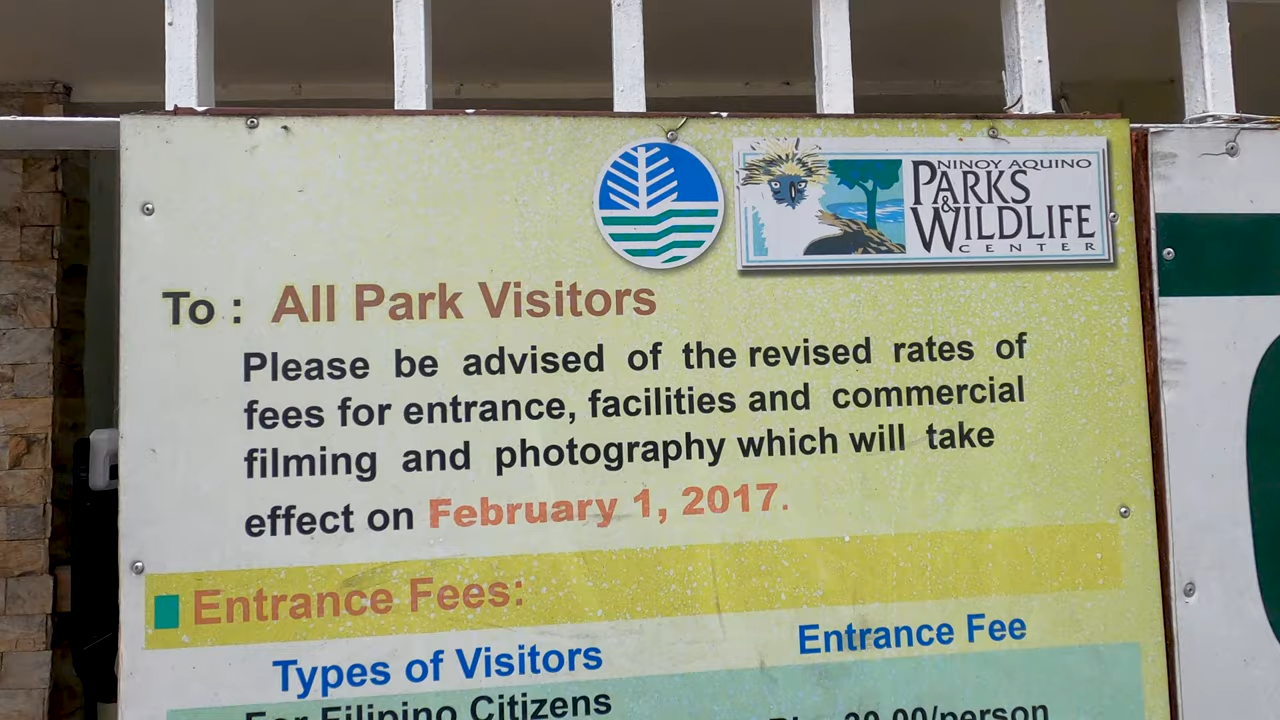 NINOY AQUINO
PARKS
& WILDLIFE
CENTER
To : All Park Visitors
Please be advised of the revised rates of
fees for entrance, facilities and commercial
filming and photography which will take
effect on February 1, 2017.
Entrance Fees:
Types of Visitors Entrance Fee
For Filipino Citizens